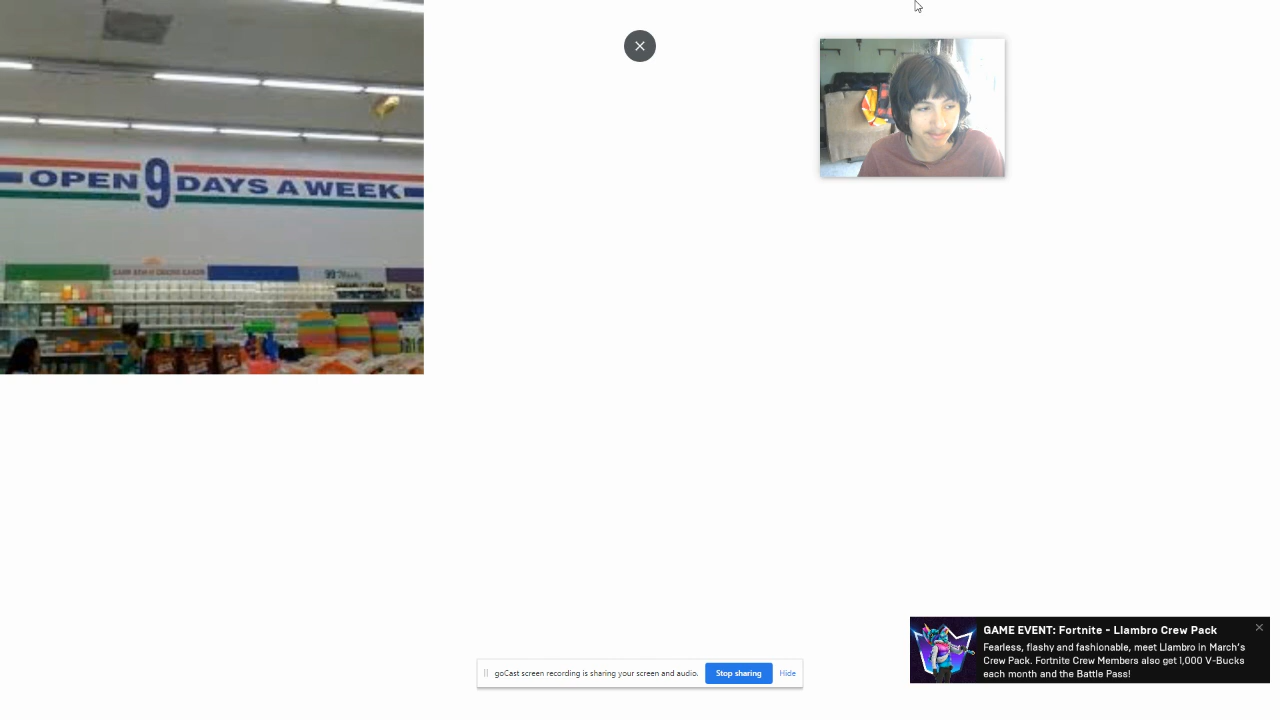 OPEN 9 DAYS A WEEK
GAME EVENT: Fortnite - Llambro Crew Pack
Fearless, flashy and fashionable, meet Llambro in March's
Crew Pack. Fortnite Crew Members also get 1,000 V-Bucks
each month and the Battle Pass!
goCast screen recording is sharing your screen and audio.
Stop sharing
Hide